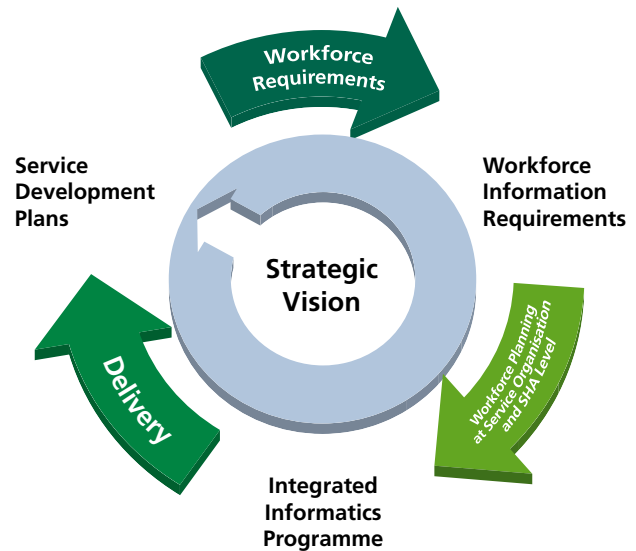 Workforce
Requirements
Service
Development
Plans
Workforce
Information
Requirements
Strategic
Vision
Workforce Planning
at Service Organisation
and SHA Level
Delivery
Integrated
Informatics
Programme